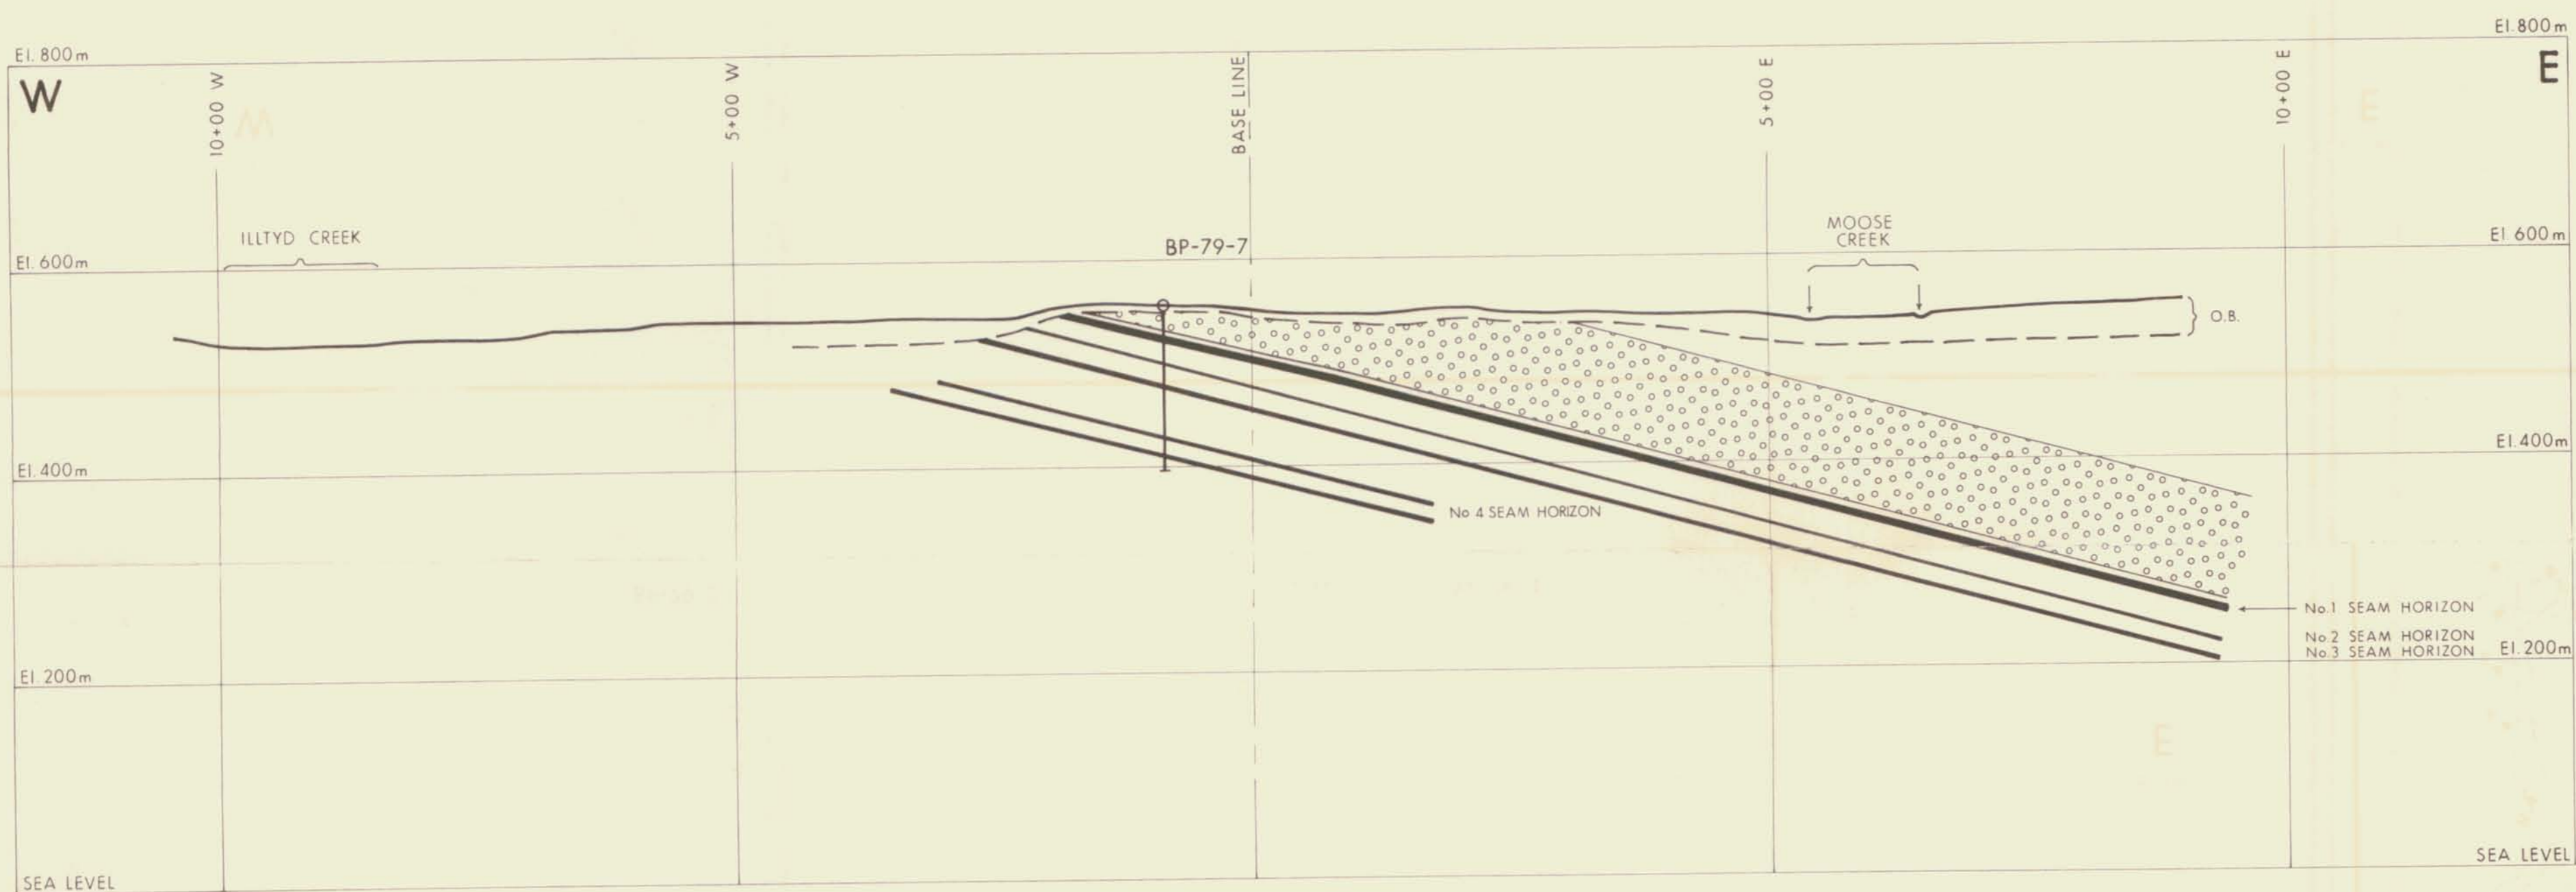 El. 800m
El. 800m
W
10+00 W
5+00 W
BASE LINE
5+00 E
10+00 E
E
ILLTYD CREEK
BP-79-7
MOOSE
CREEK
El. 600m
El. 600m
O.B.
El. 400m
El. 400m
No 4 SEAM HORIZON
No.1 SEAM HORIZON
No.2 SEAM HORIZON
No.3 SEAM HORIZON
El. 200m
El. 200m
SEA LEVEL
SEA LEVEL